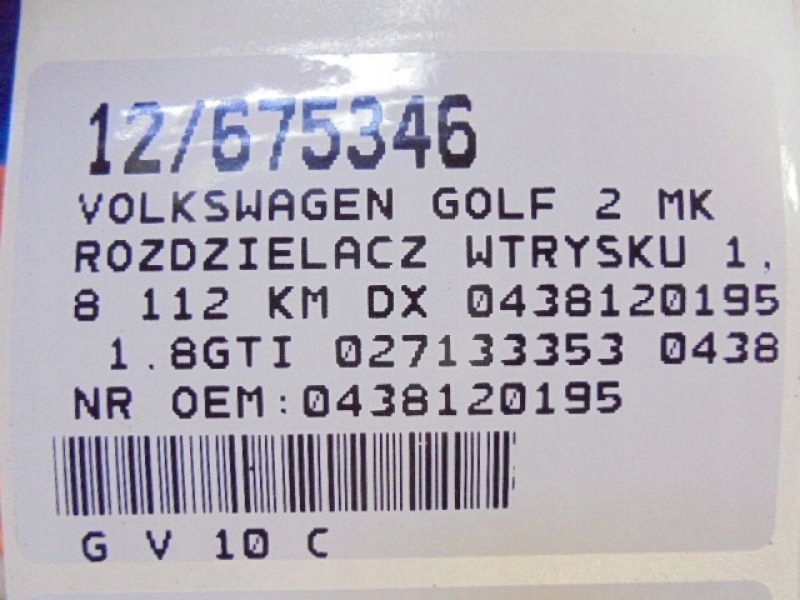 12/675346
VOLKSWAGEN GOLF 2 MK
ROZDZIELACZ WTRYSKU 1.
8 112 KM DX 0438120195
1.8GTI 027133353 0438
NR OEM:0438120195
G V 10 C